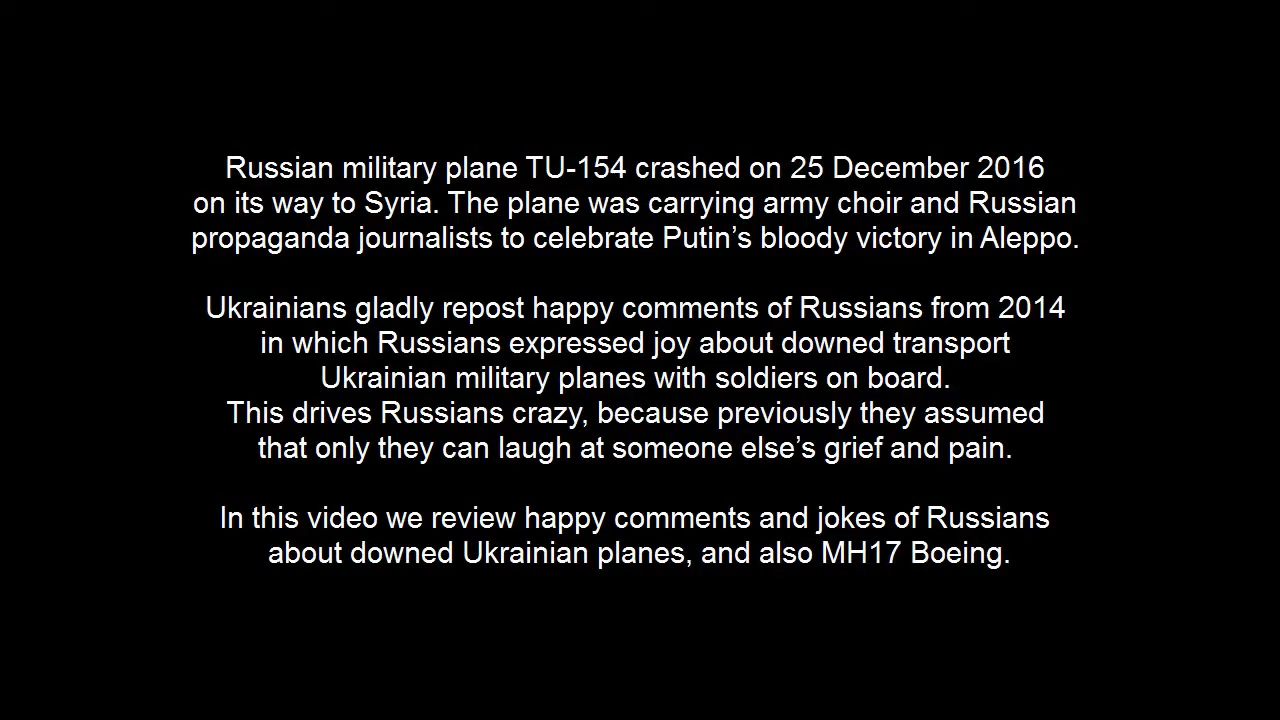 Russian military plane TU-154 crashed on 25 December 2016
on its way to Syria. The plane was carrying army choir and Russian
propaganda journalists to celebrate Putin’s bloody victory in Aleppo.
Ukrainians gladly repost happy comments of Russians from 2014
in which Russians expressed joy about downed transport
Ukrainian military planes with soldiers on board.
This drives Russians crazy, because previously they assumed
that only they can laugh at someone else’s grief and pain.
In this video we review happy comments and jokes of Russians
about downed Ukrainian planes, and also MH17 Boeing.